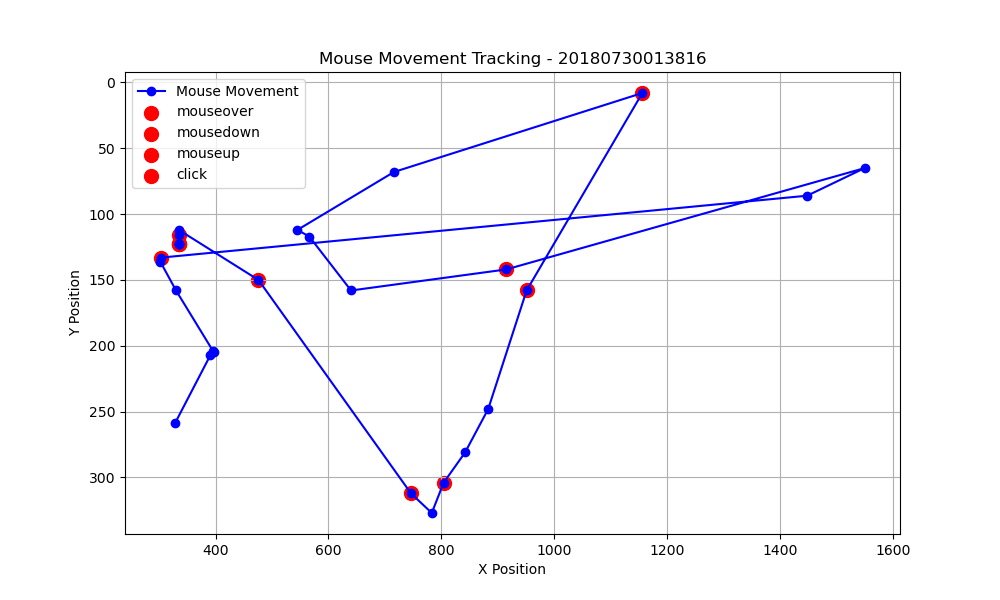 Mouse Movement Tracking - 20180730013816
Mouse Movement
mouseover
mousedown
mouseup
click
0
50
100
150
200
250
300
Y Position
400 600 800 1000 1200 1400 1600
X Position